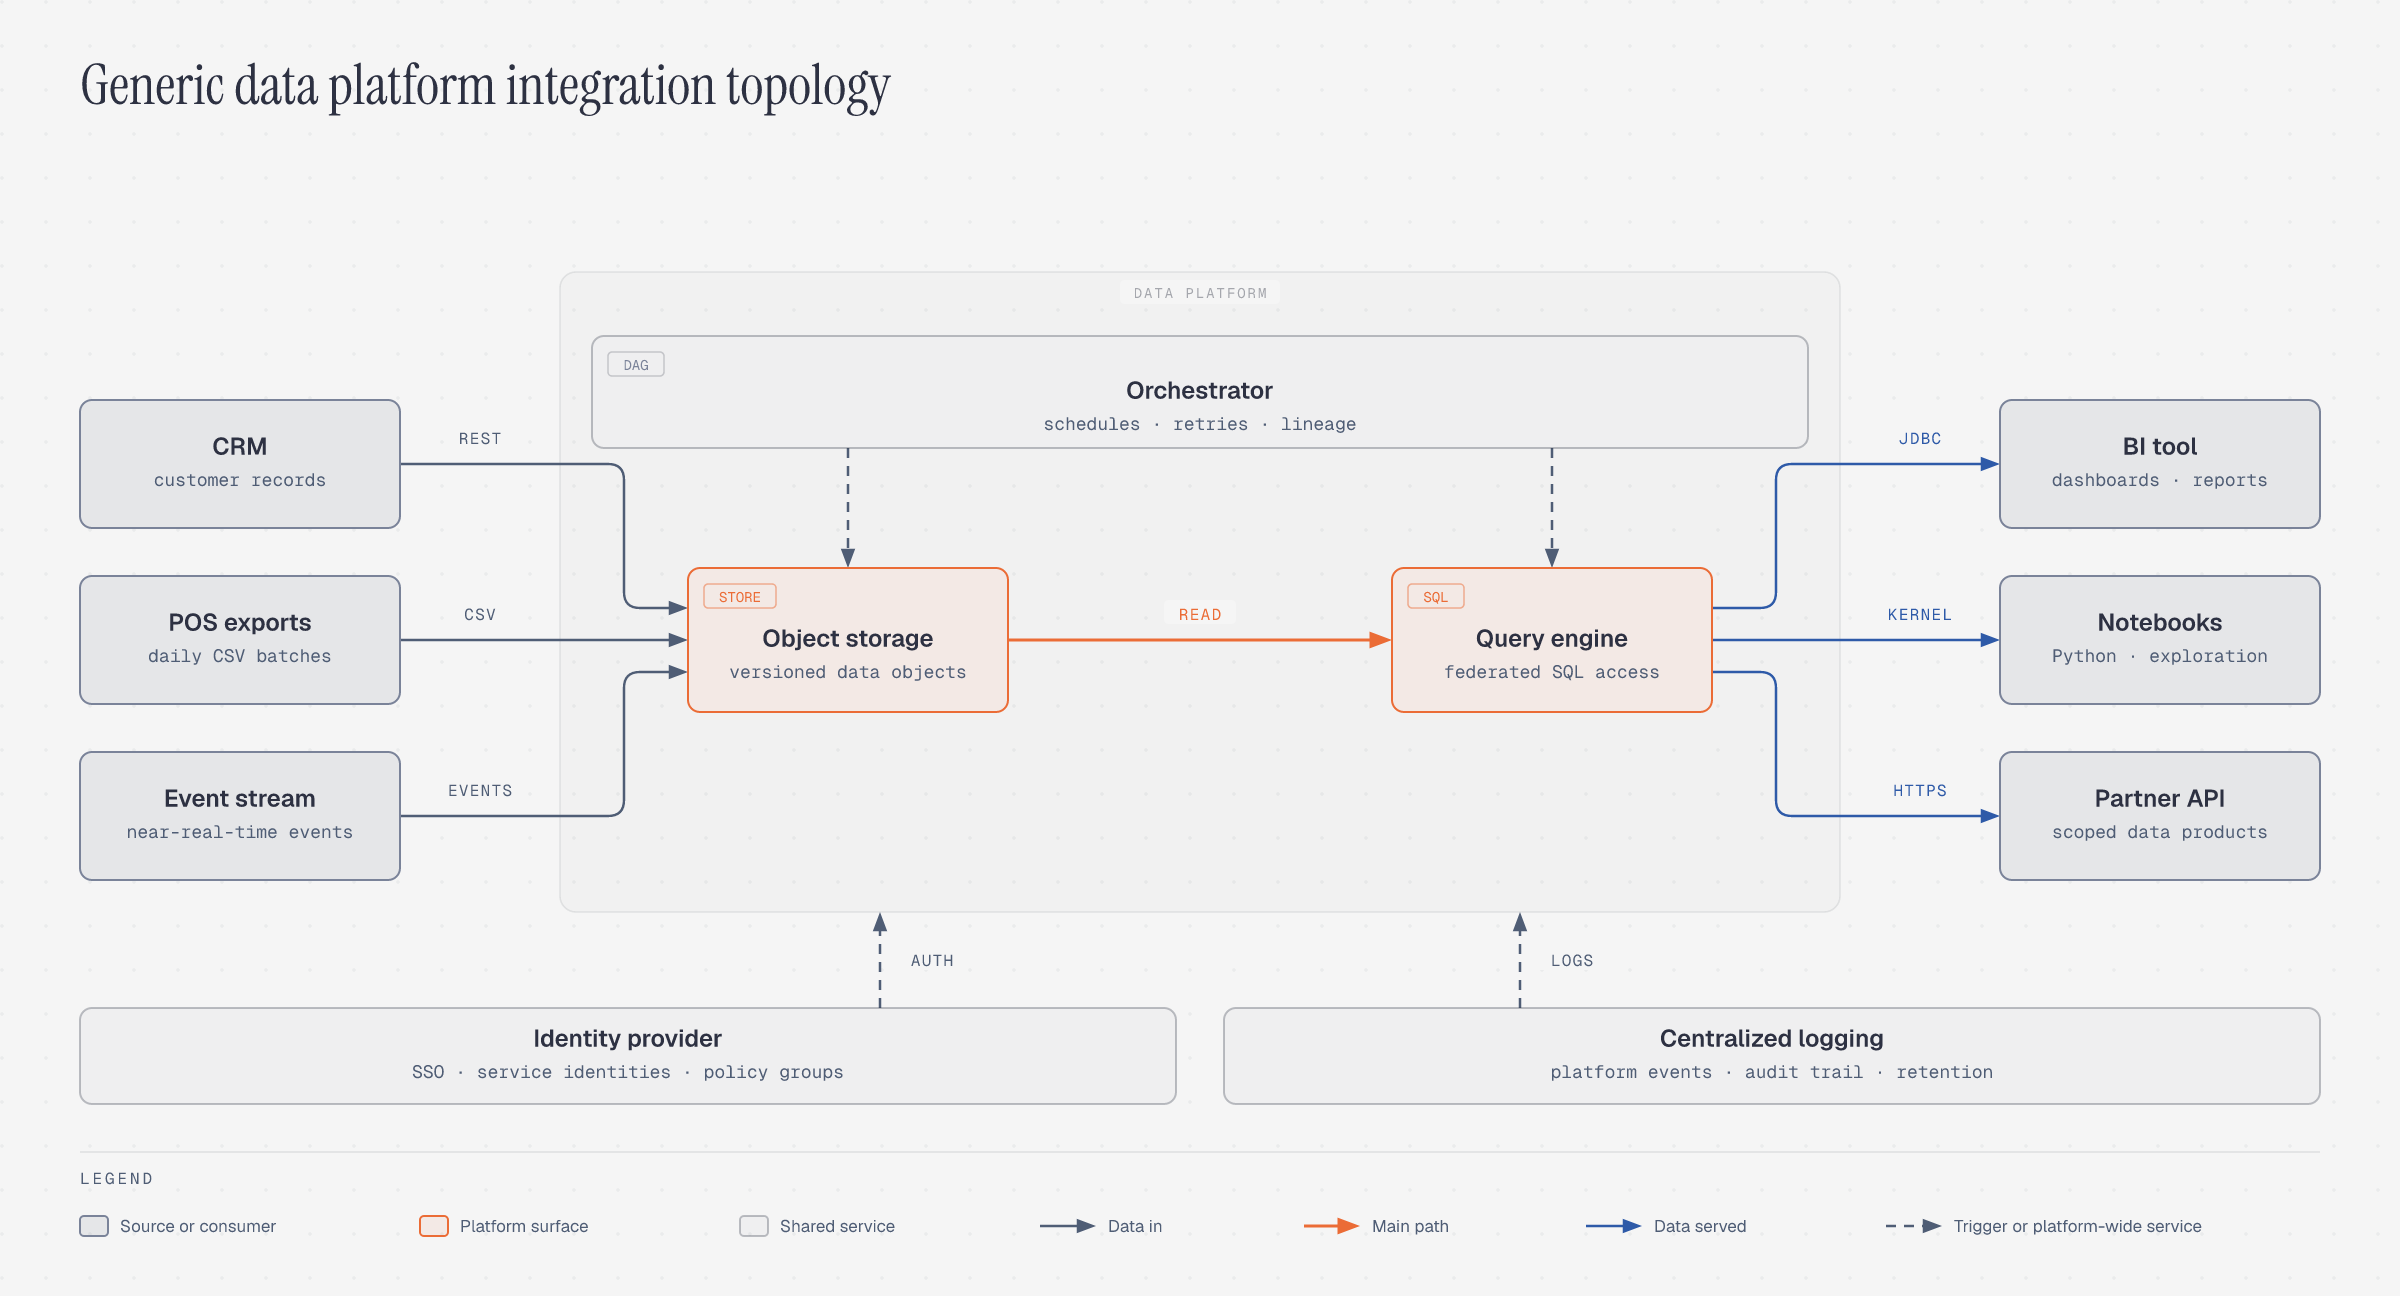 Generic data platform integration topology
DATA PLATFORM
DAG
Orchestrator
schedules · retries · lineage
CRM
customer records
REST
POS exports
daily CSV batches
CSV
Event stream
near-real-time events
EVENTS
STORE
Object storage
versioned data objects
READ
SQL
Query engine
federated SQL access
JDBC
BI tool
dashboards · reports
KERNEL
Notebooks
Python · exploration
HTTPS
Partner API
scoped data products
AUTH
LOGS
Identity provider
SSO · service identities · policy groups
Centralized logging
platform events · audit trail · retention
LEGEND
Source or consumer
Platform surface
Shared service
Data in
Main path
Data served
Trigger or platform-wide service